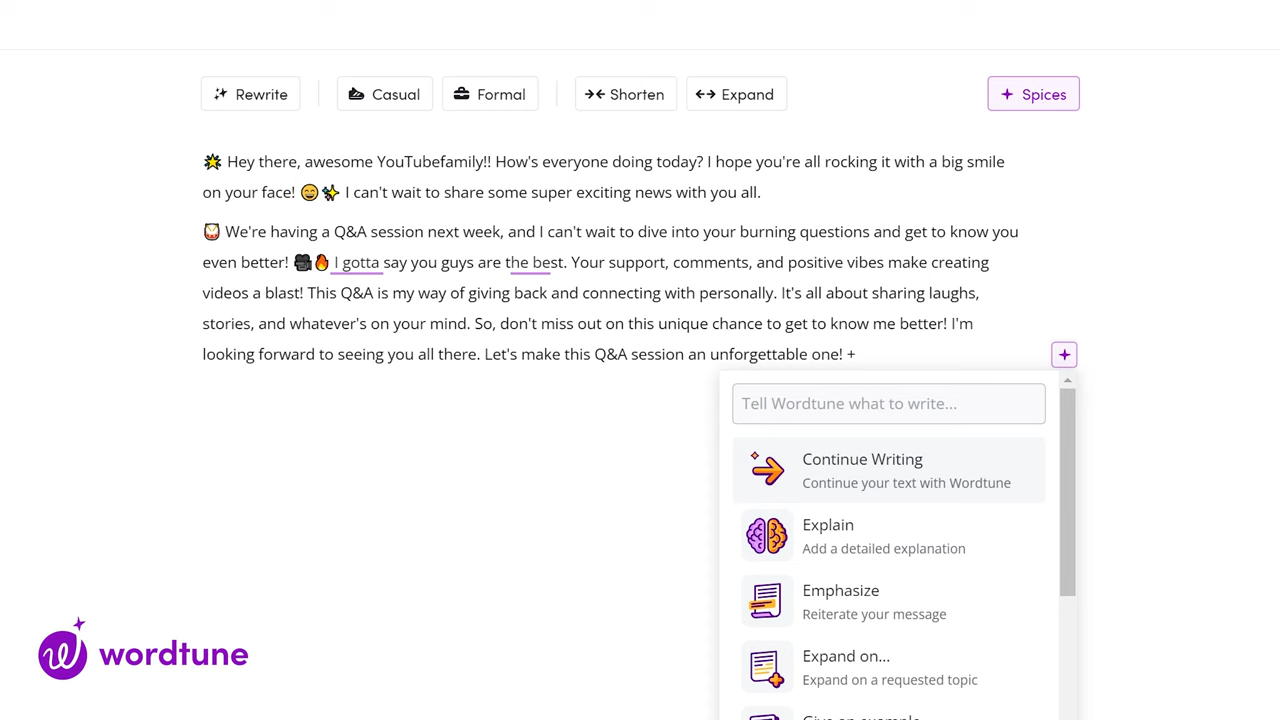 Rewrite Casual Formal Shorten Expand Spices
🌟 Hey there, awesome YouTubefamily!! How's everyone doing today? I hope you're all rocking it with a big smile
on your face! 😄✨ I can't wait to share some super exciting news with you all.
We're having a Q&A session next week, and I can't wait to dive into your burning questions and get to know you
even better! 🎥🔥 I gotta say you guys are the best. Your support, comments, and positive vibes make creating
videos a blast! This Q&A is my way of giving back and connecting with personally. It's all about sharing laughs,
stories, and whatever's on your mind. So, don't miss out on this unique chance to get to know me better! I'm
looking forward to seeing you all there. Let's make this Q&A session an unforgettable one! +
Tell Wordtune what to write...
Continue Writing
Continue your text with Wordtune
Explain
Add a detailed explanation
Emphasize
Reiterate your message
Expand on...
Expand on a requested topic
wordtune